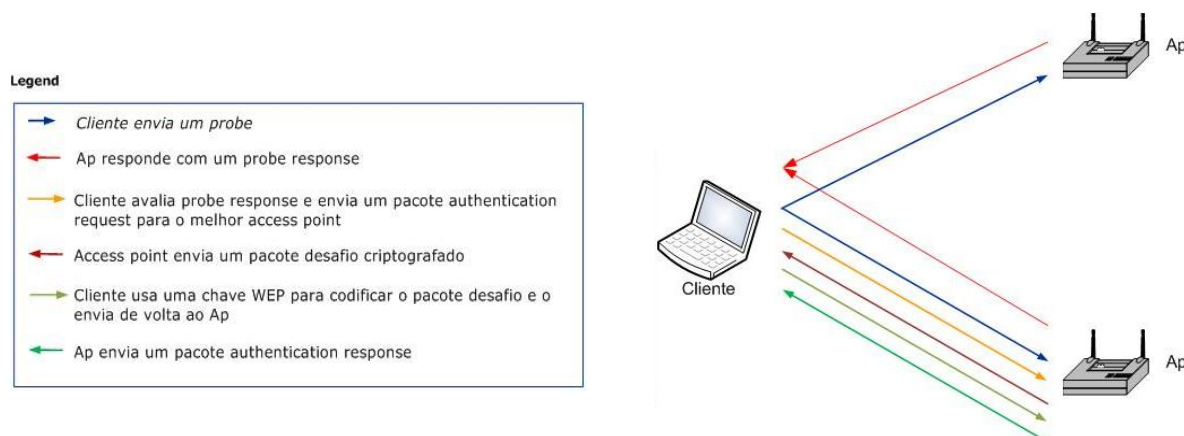 Legend
Cliente envia um probe
Ap responde com um probe response
Cliente avalia probe response e envia um pacote authentication
request para o melhor access point
Access point envia um pacote desafio criptografado
Cliente usa uma chave WEP para codificar o pacote desafio e o
envia de volta ao Ap
Ap envia um pacote authentication response
Ap
Cliente
Ap